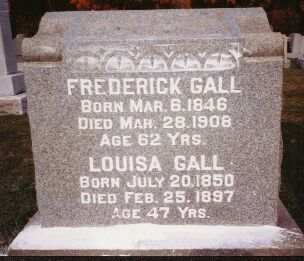 FREDERICK GALL
BORN MAR. 6. 1846
DIED MAR. 28. 1908
AGE 62 YRS.
LOUISA GALL
BORN JULY 20, 1850
DIED FEB. 25. 1897
AGE 47 YRS.